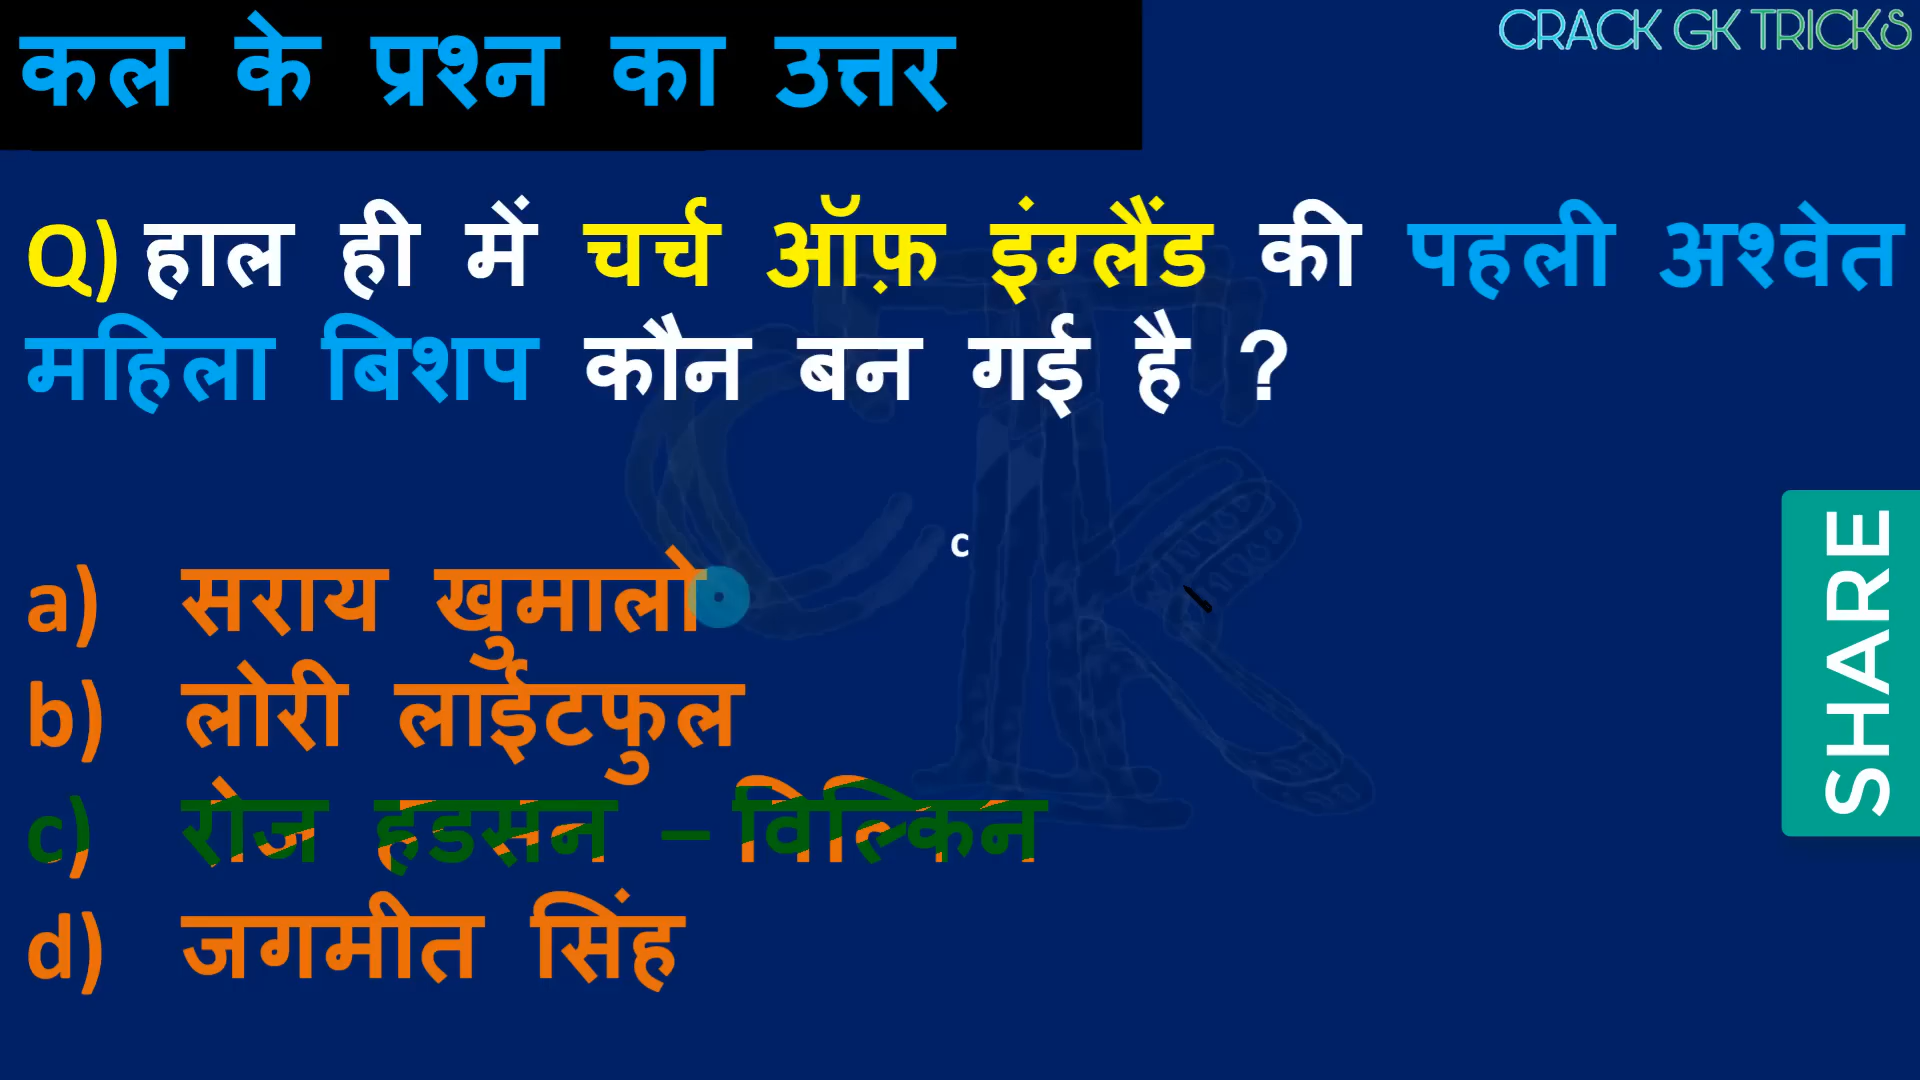 कल के प्रश्न का उत्तर
CRACK GK TRICKS
Q) हाल ही में चर्च ऑफ़ इंग्लैंड की पहली अश्वेत
महिला बिशप कौन बन गई है ?
c
a) सराय खुमालो
b) लोरी लाईटफुल
c) रोज हडसन – विल्किन
d) जगमीत सिंह
SHARE